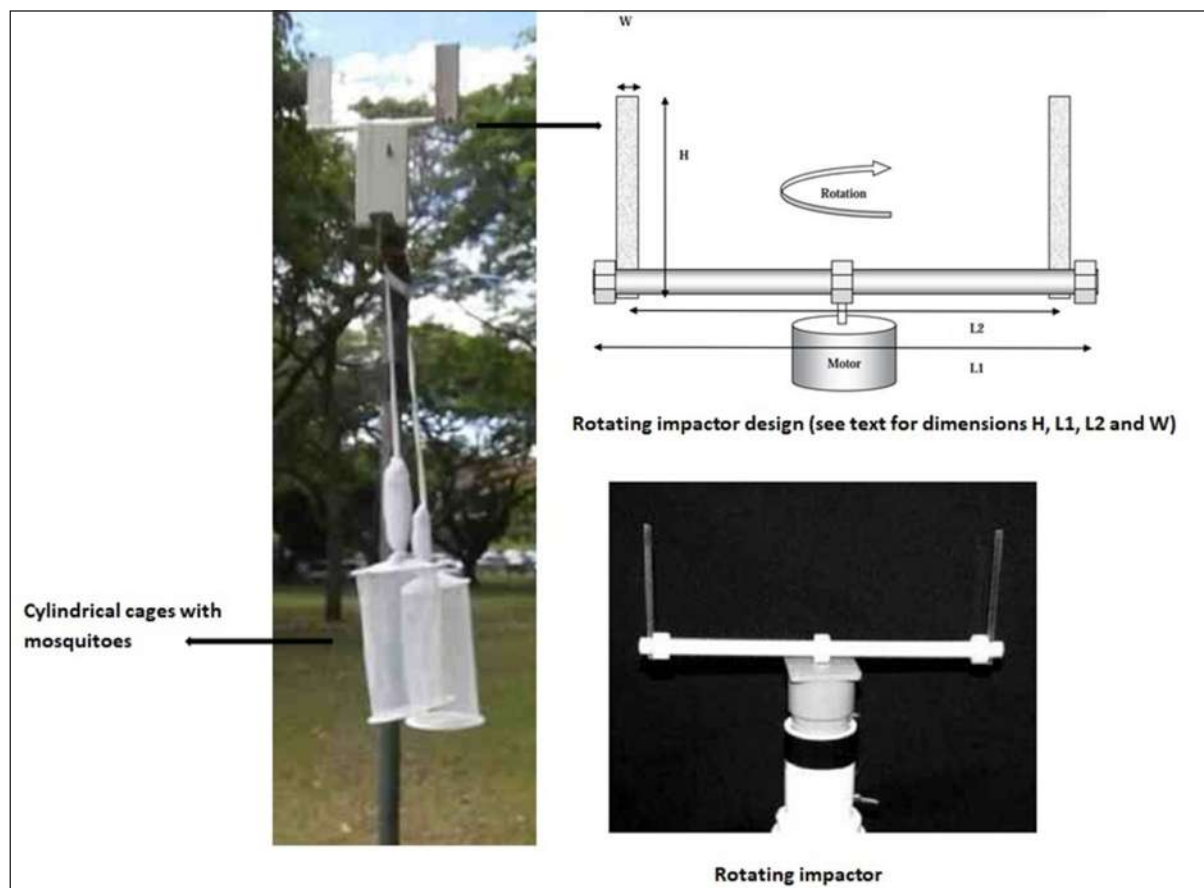 W
H
Rotation
L2
Motor
L1
Rotating impactor design (see text for dimensions H, L1, L2 and W)
Cylindrical cages with
mosquitoes
Rotating impactor